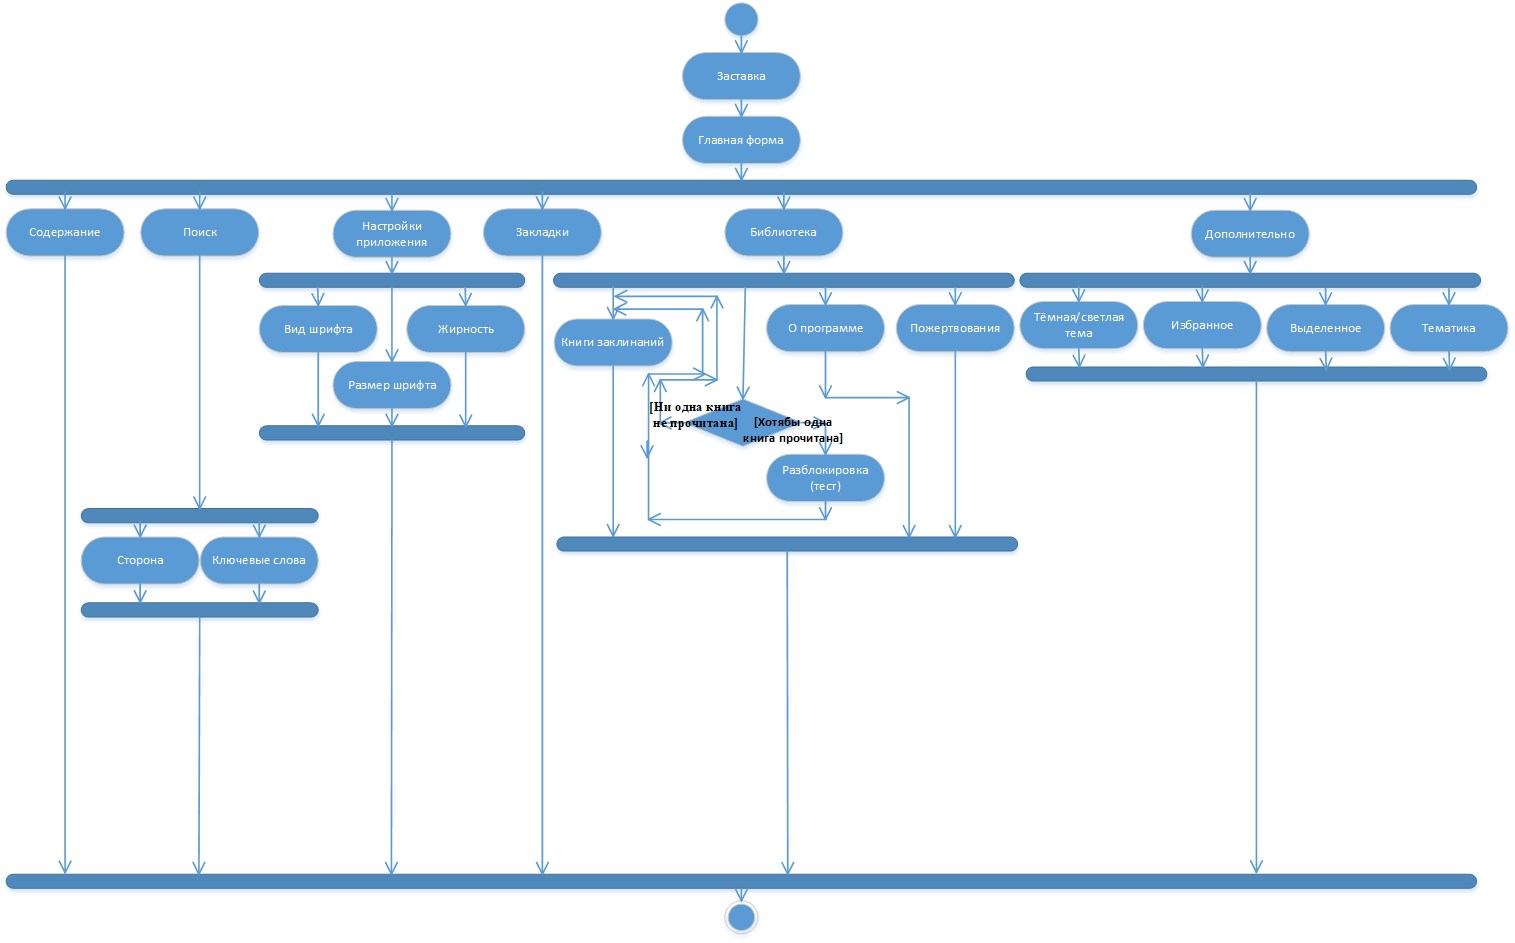 Заставка
Главная форма
Содержание
Поиск
Настройки
приложения
Закладки
Библиотека
Дополнительно
Вид шрифта
Жирность
Размер шрифта
Книги заклинаний
О программе
Пожертвования
Тёмная/светлая
тема
Избранное
Выделенное
Тематика
[Ни одна книга
не прочитана]
[Хотябы одна
книга прочитана]
Разблокировка
(тест)
Сторона
Ключевые слова